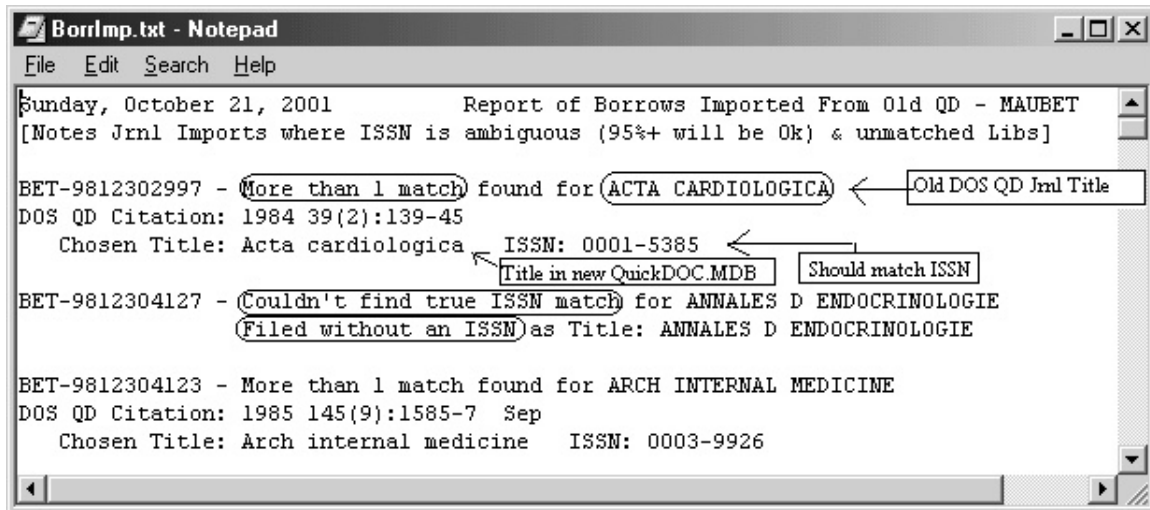 BorrImp.txt - Notepad
File Edit Search Help
Sunday, October 21, 2001 Report of Borrows Imported From Old QD - MAUBET
[Notes Jrnl Imports where ISSN is ambiguous (95%+ will be Ok) & unmatched Libs]
BET-9812302997 - More than 1 match found for ACTA CARDIOLOGICA Old DOS QD Jrnl Title
DOS QD Citation: 1984 39(2):139-45
Chosen Title: Acta cardiologica ISSN: 0001-5385
Title in new QuickDOC.MDB Should match ISSN
BET-9812304127 - Couldn't find true ISSN match for ANNALES D ENDOCRINOLOGIE
Filed without an ISSN as Title: ANNALES D ENDOCRINOLOGIE
BET-9812304123 - More than 1 match found for ARCH INTERNAL MEDICINE
DOS QD Citation: 1985 145(9):1585-7 Sep
Chosen Title: Arch internal medicine ISSN: 0003-9926